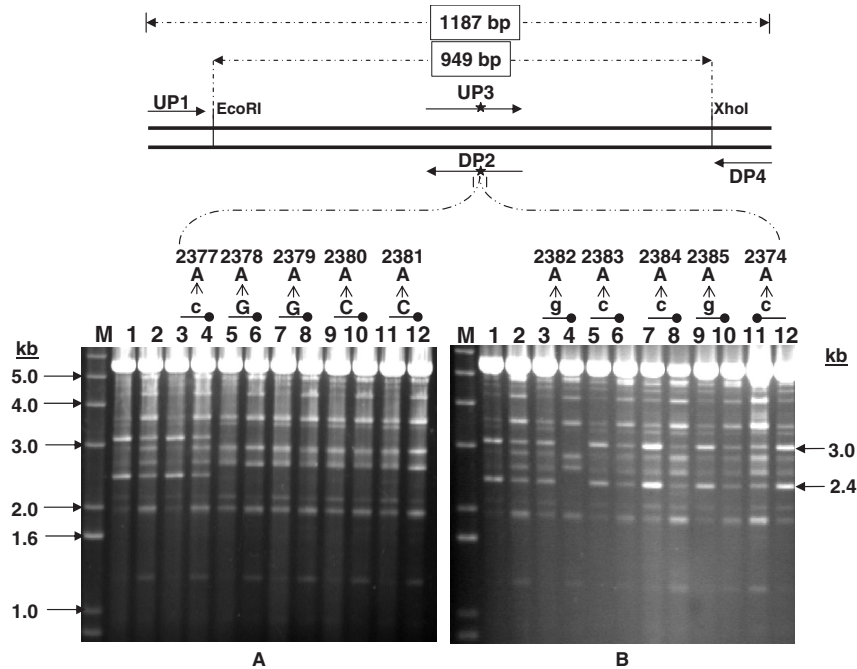 1187 bp
949 bp
UP1 EcoRI UP3 XhoI
DP2 DP4
2377 2378 2379 2380 2381
A A A A A
c G G C C
M 1 2 3 4 5 6 7 8 9 10 11 12
kb
5.0
4.0
3.0
2.0
1.6
1.0
A
2382 2383 2384 2385 2374
A A A A A
g c c g c
M 1 2 3 4 5 6 7 8 9 10 11 12
kb
3.0
2.4
B